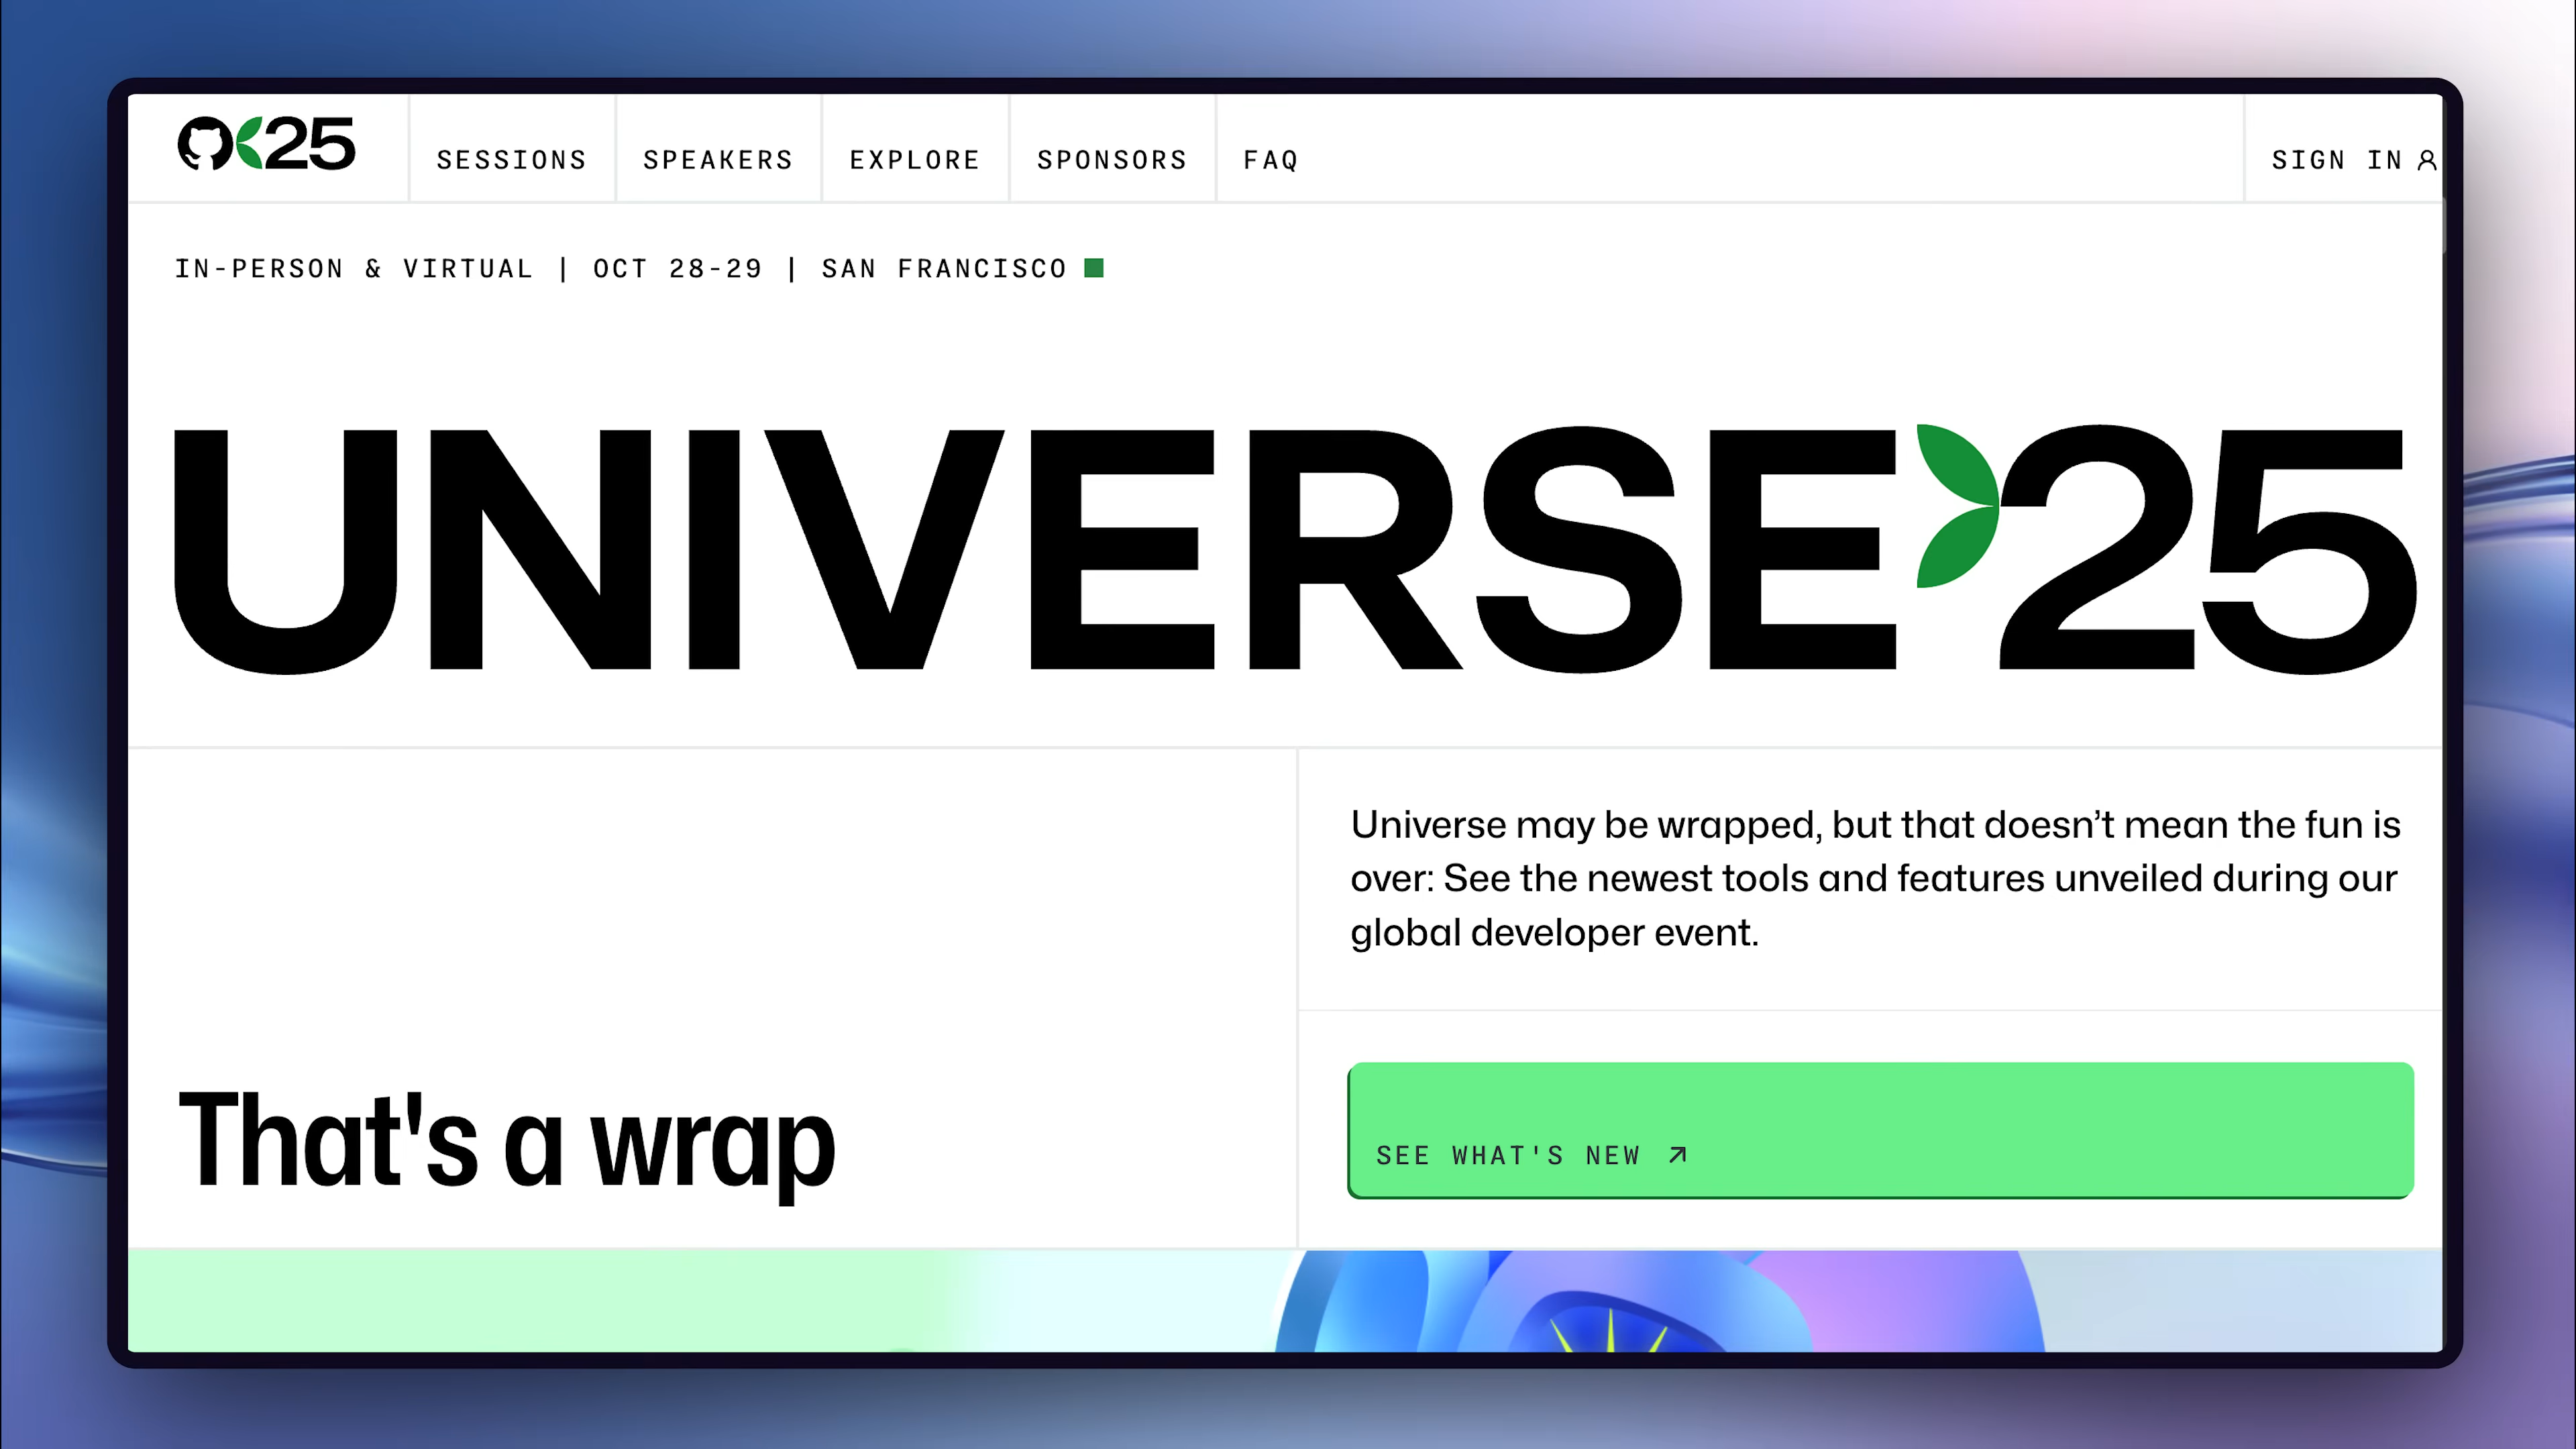 25
SESSIONS
SPEAKERS
EXPLORE
SPONSORS
FAQ
SIGN IN
IN-PERSON & VIRTUAL | OCT 28-29 | SAN FRANCISCO
UNIVERSE'25
Universe may be wrapped, but that doesn’t mean the fun is
over: See the newest tools and features unveiled during our
global developer event.
That's a wrap
SEE WHAT'S NEW